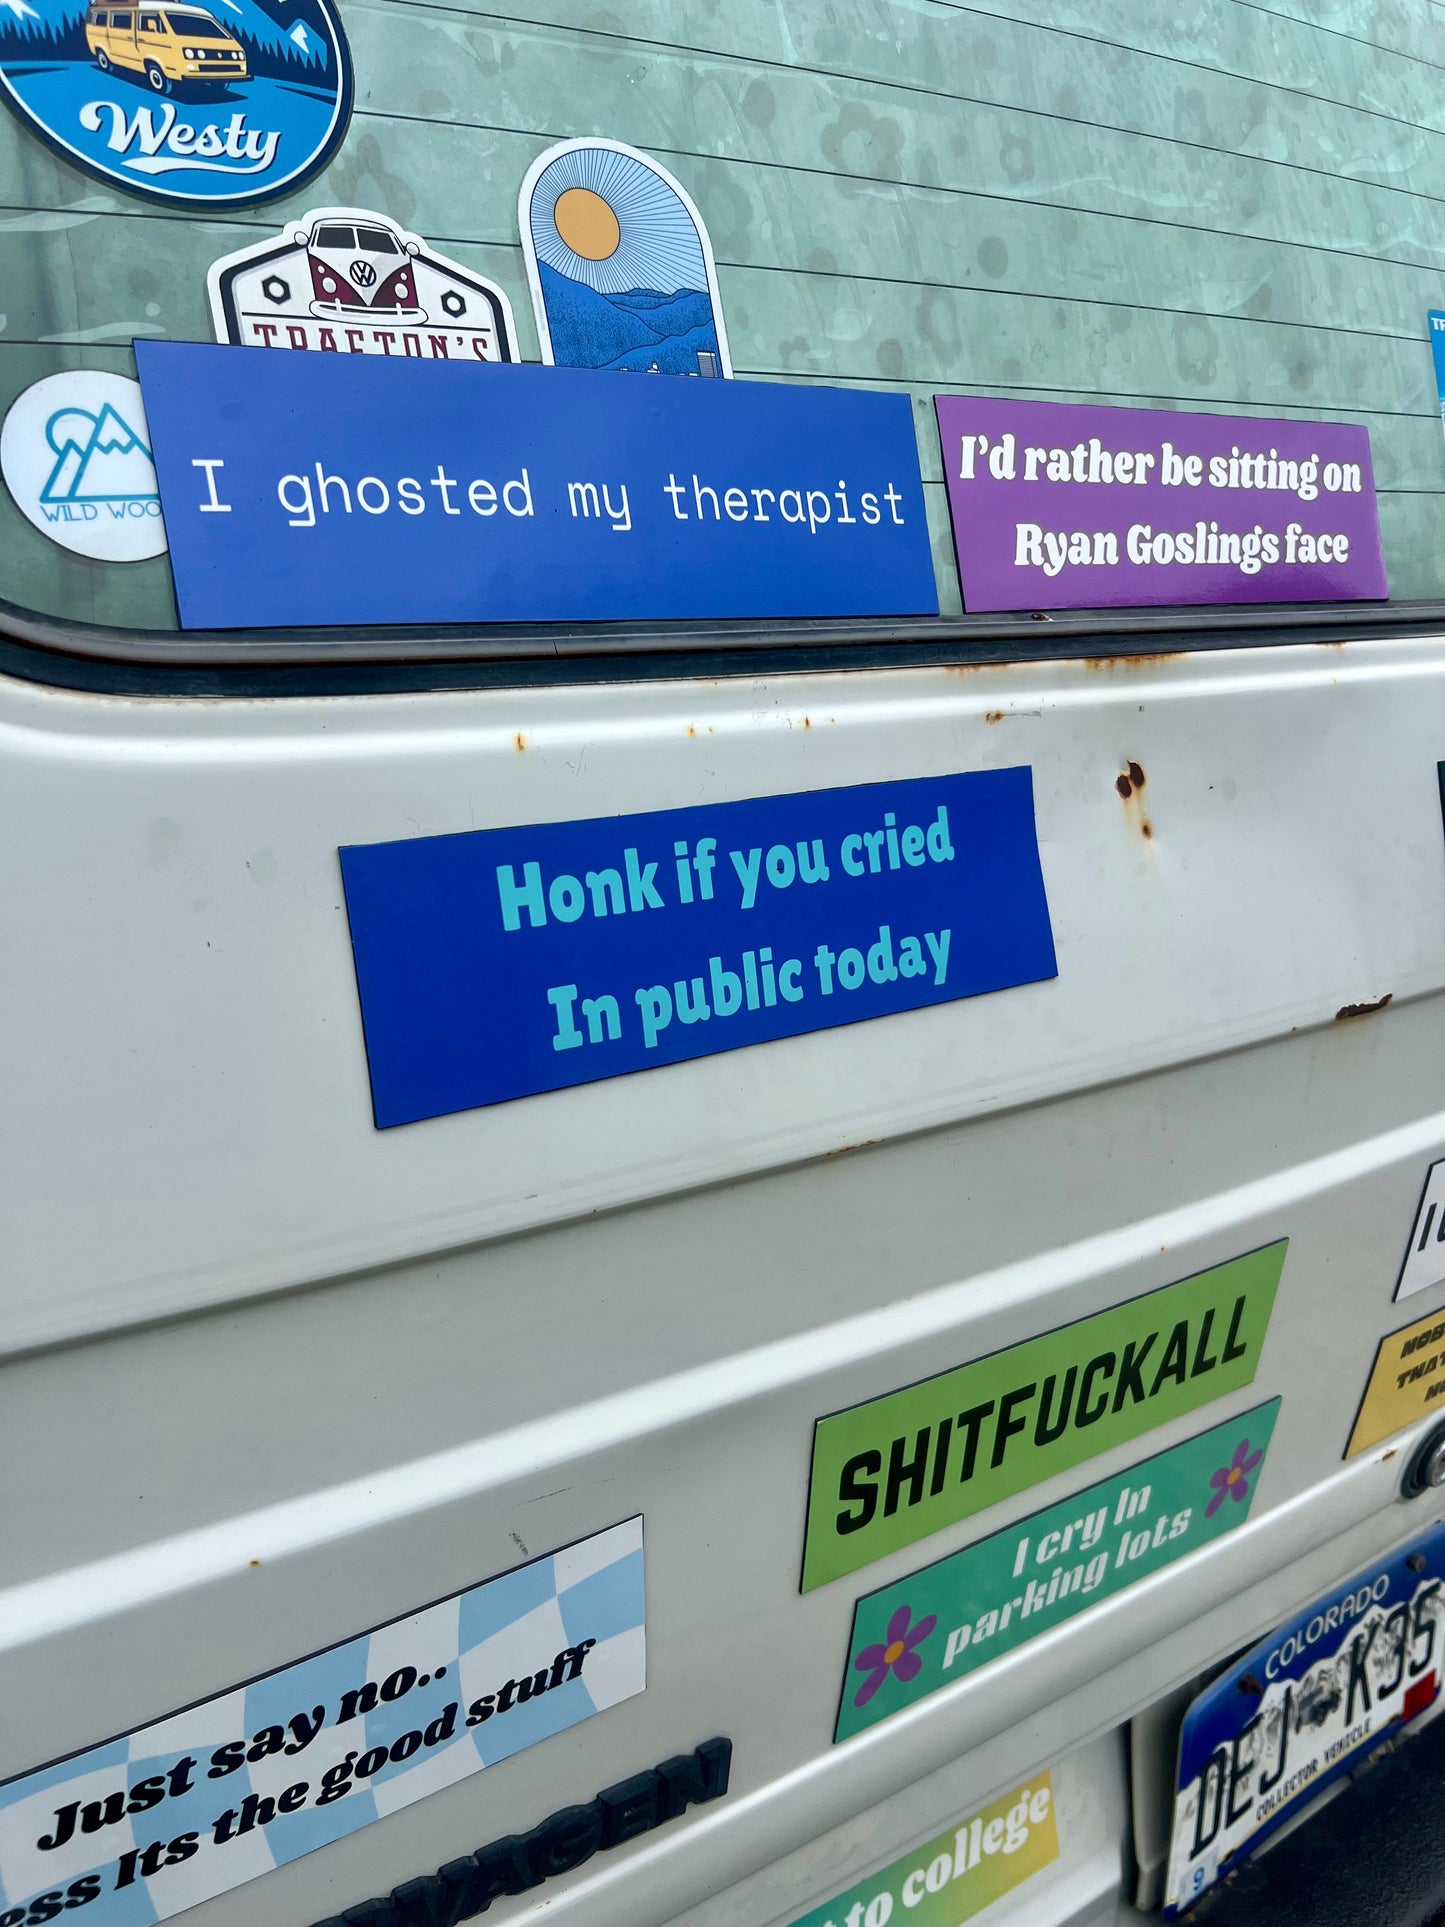 Westy
TRAFTON'S
WILD WOO
I ghosted my therapist
I'd rather be sitting on
Ryan Goslings face
Honk if you cried
In public today
SHITFUCKALL
I cry In
parking lots
Just say no..
ess Its the good stuff
to college
COLORADO
COLLECTOR VEHICLE
9